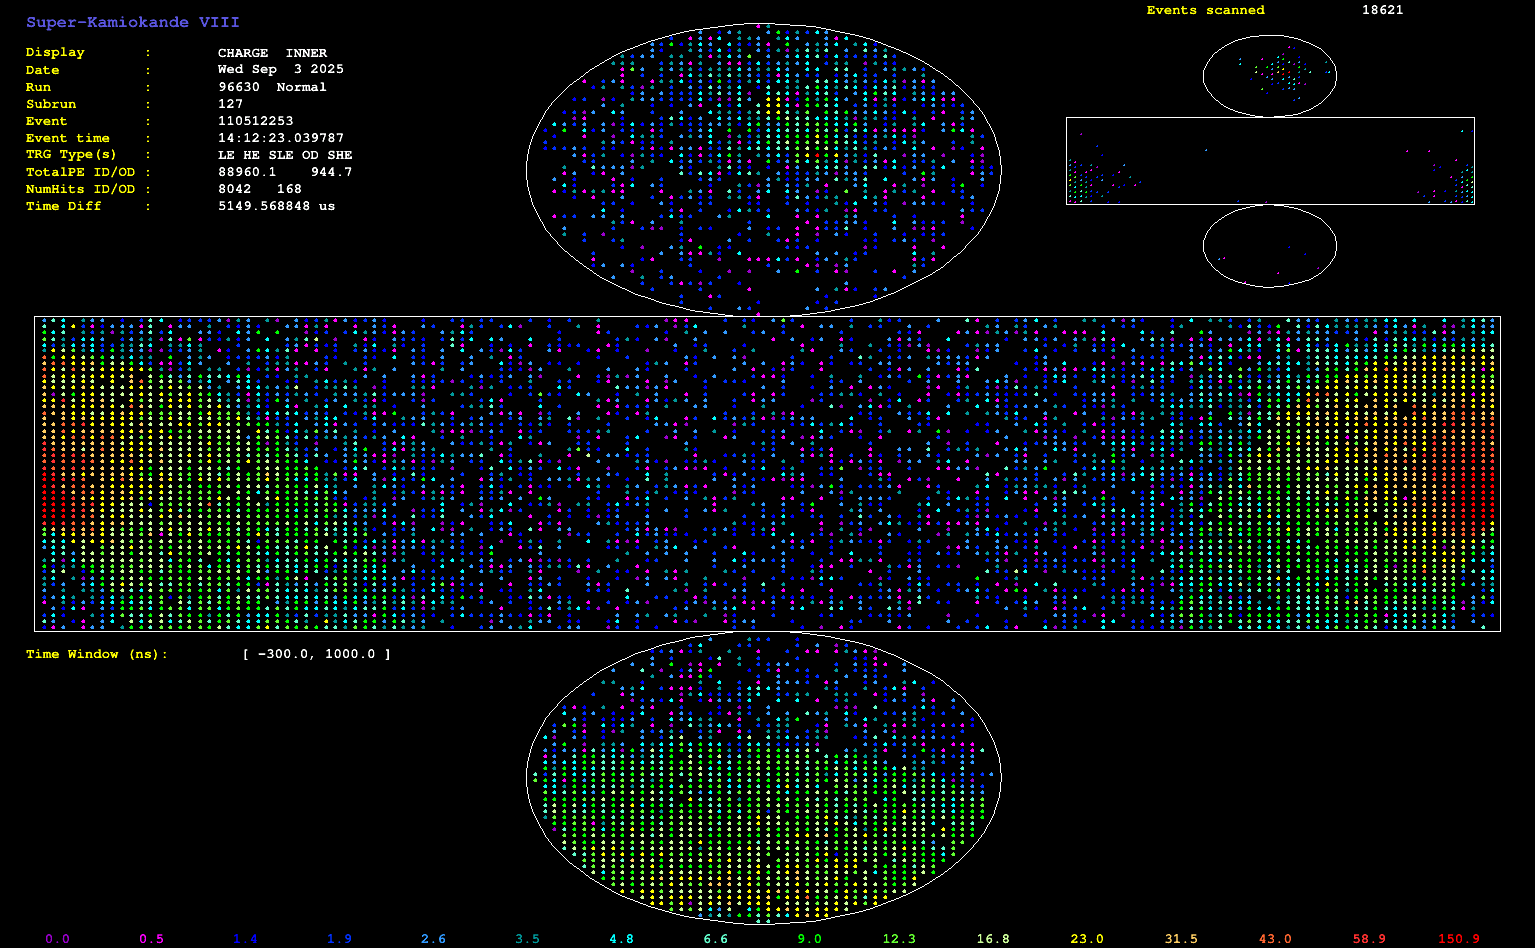 Super-Kamiokande VIII
Display : CHARGE INNER
Date : Wed Sep 3 2025
Run : 96630 Normal
Subrun : 127
Event : 110512253
Event time : 14:12:23.039787
TRG Type(s) : LE HE SLE OD SHE
TotalPE ID/OD : 88960.1 944.7
NumHits ID/OD : 8042 168
Time Diff : 5149.568848 us
Events scanned 18621
Time Window (ns): [ -300.0, 1000.0 ]
0.0 0.5 1.4 1.9 2.6 3.5 4.8 6.6 9.0 12.3 16.8 23.0 31.5 43.0 58.9 150.9